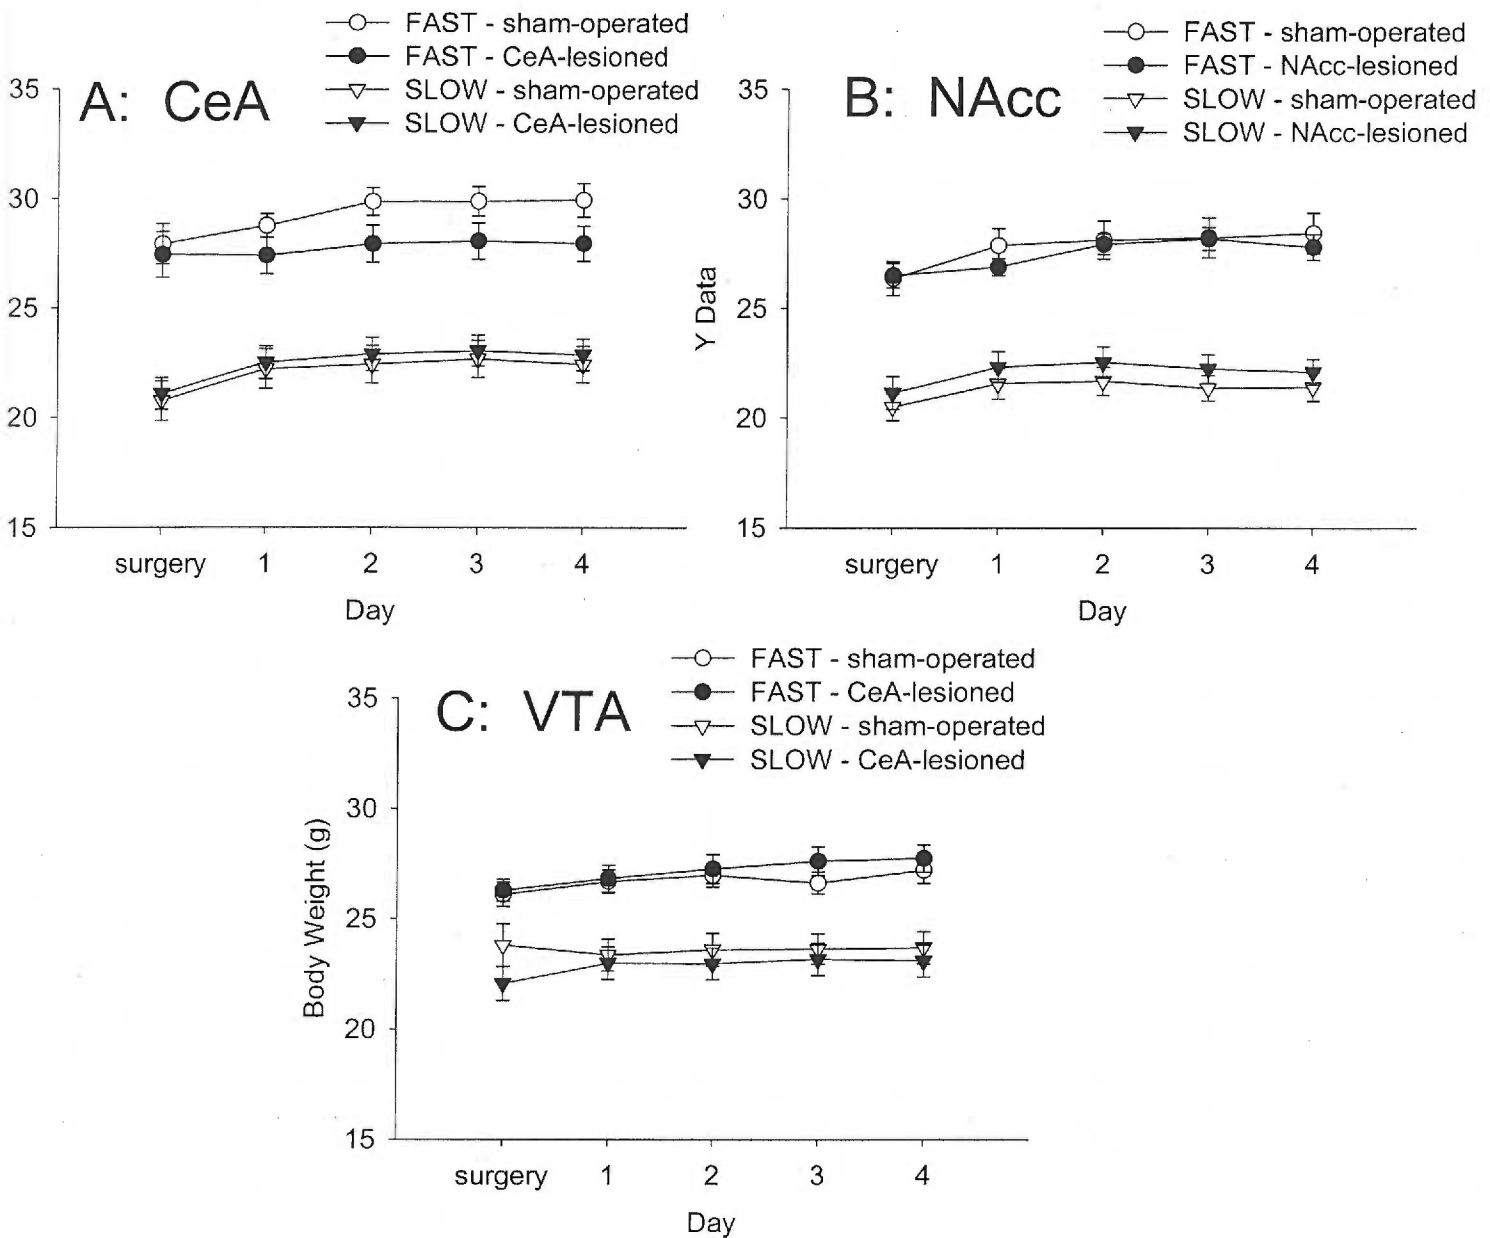 FAST - sham-operated
FAST - CeA-lesioned
SLOW - sham-operated
SLOW - CeA-lesioned
A: CeA
35
30
25
20
15
surgery 1 2 3 4
Day
FAST - sham-operated
FAST - NAcc-lesioned
SLOW - sham-operated
SLOW - NAcc-lesioned
B: NAcc
Y Data
35
30
25
20
15
surgery 1 2 3 4
Day
FAST - sham-operated
FAST - CeA-lesioned
SLOW - sham-operated
SLOW - CeA-lesioned
C: VTA
Body Weight (g)
35
30
25
20
15
surgery 1 2 3 4
Day